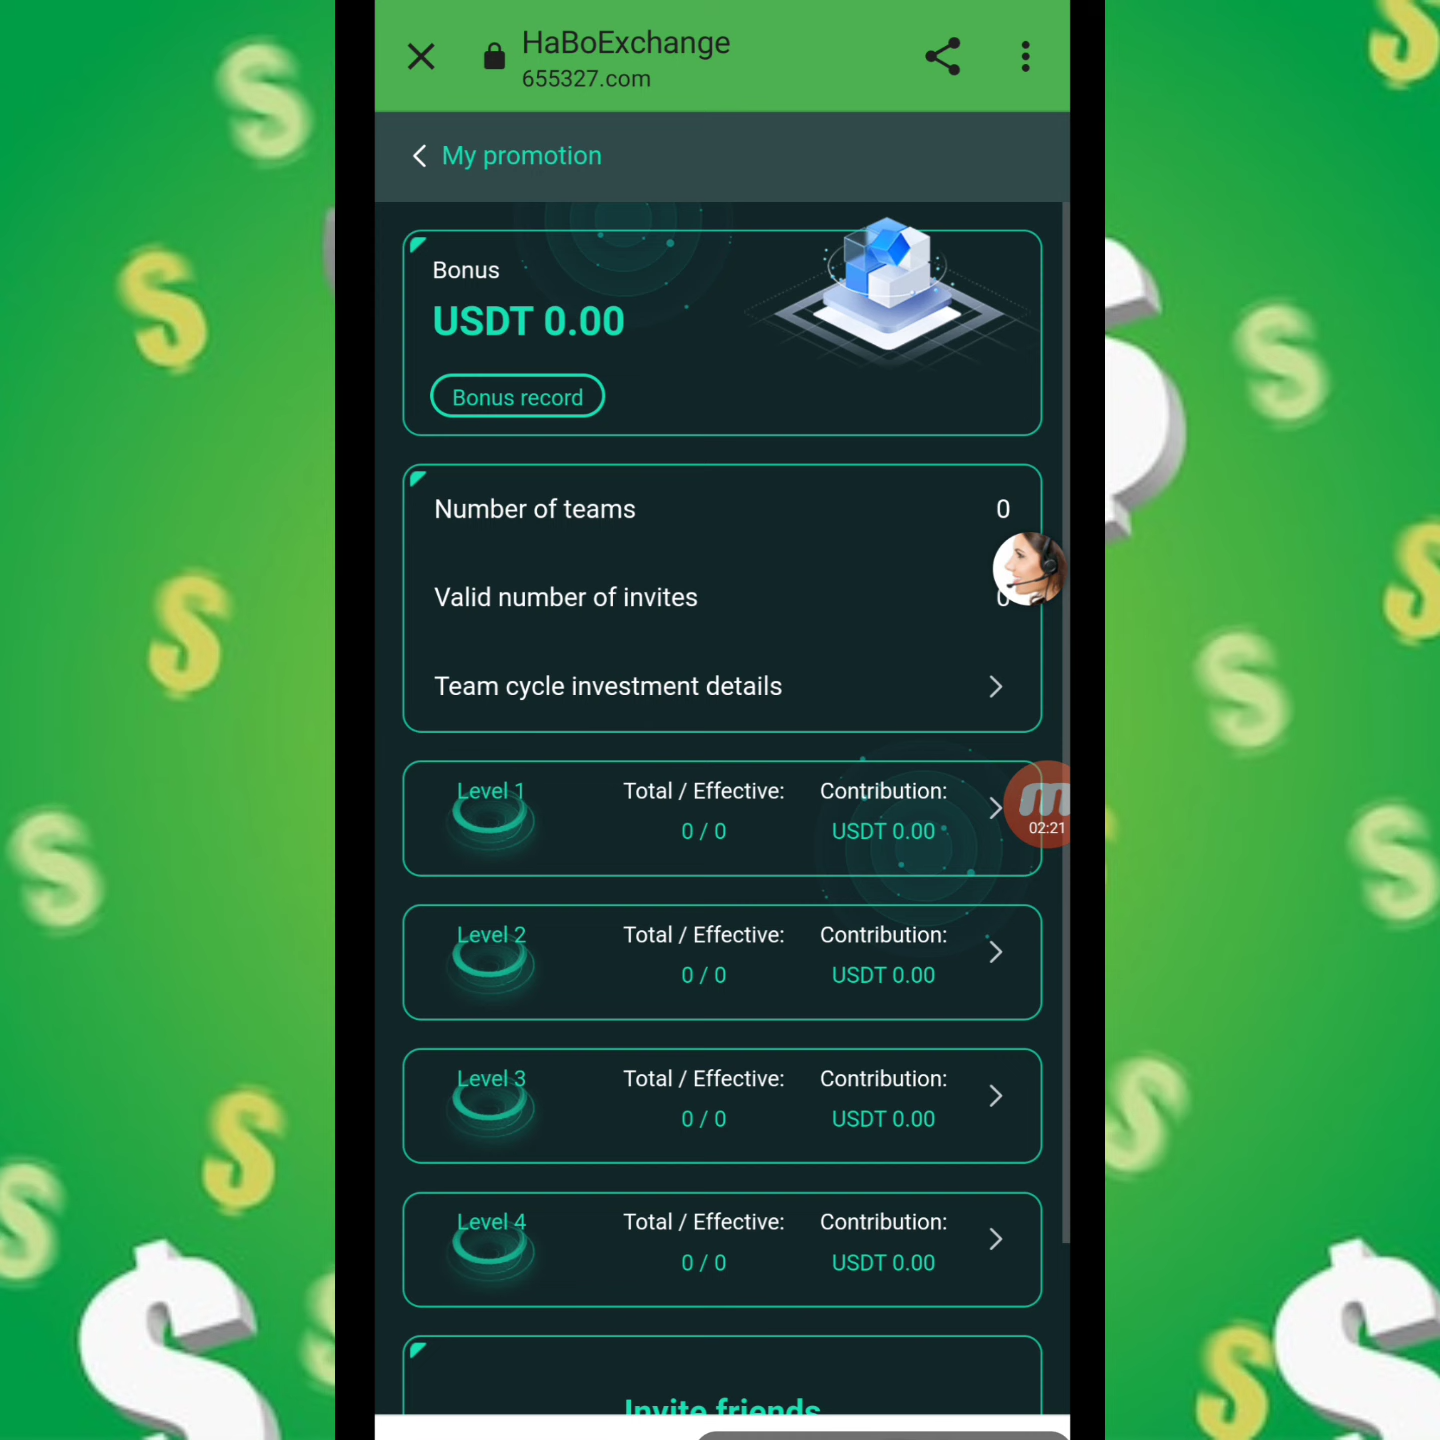 HaBoExchange
655327.com
My promotion
Bonus
USDT 0.00
Bonus record
Number of teams 0
Valid number of invites 0
Team cycle investment details
Level 1 Total / Effective: Contribution:
0 / 0 USDT 0.00
02:21
Level 2 Total / Effective: Contribution:
0 / 0 USDT 0.00
Level 3 Total / Effective: Contribution:
0 / 0 USDT 0.00
Level 4 Total / Effective: Contribution:
0 / 0 USDT 0.00
Invite friends